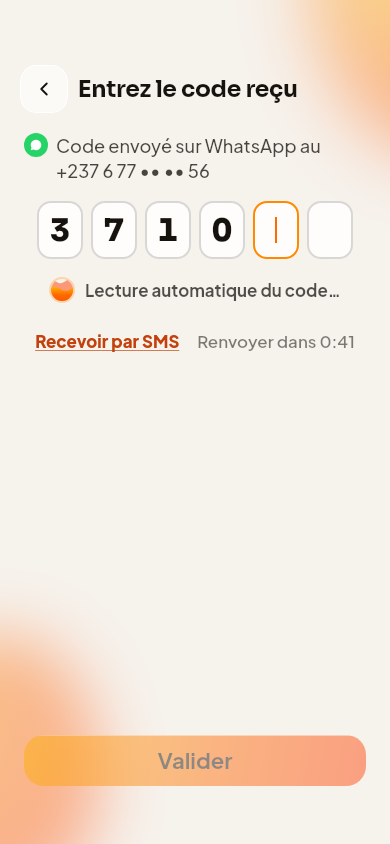 Entrez le code reçu
Code envoyé sur WhatsApp au
+237 6 77 •• •• 56
3 7 1 0
Lecture automatique du code…
Recevoir par SMS Renvoyer dans 0:41
Valider